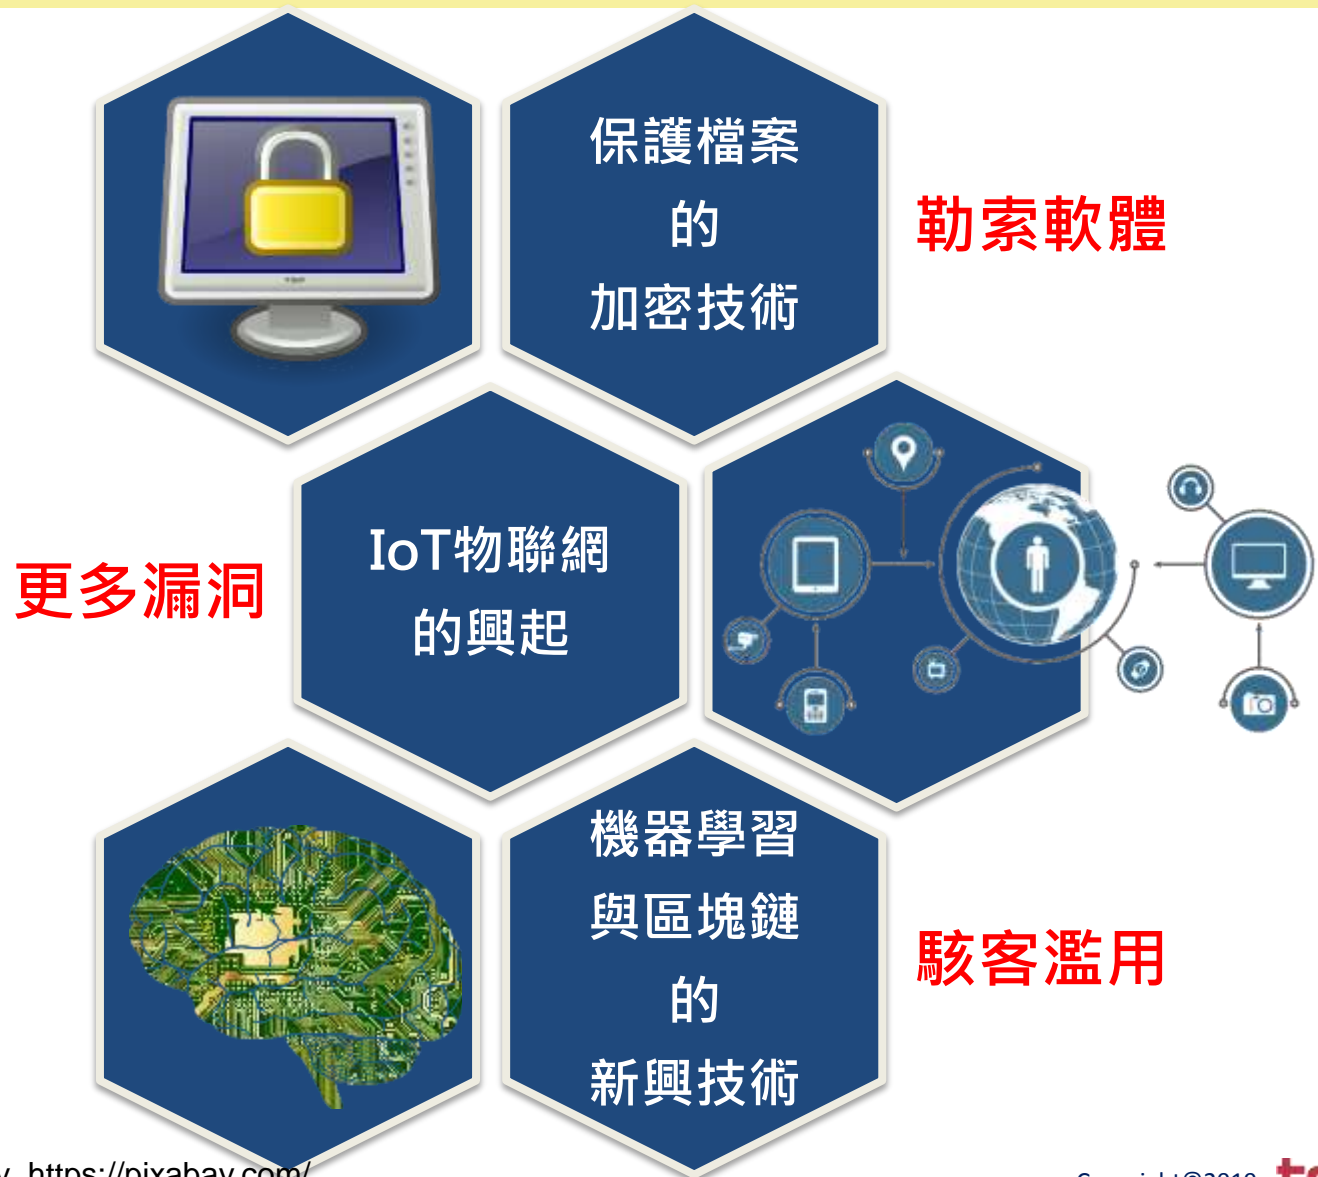 保護檔案
的
加密技術
勒索軟體
更多漏洞
IoT物聯網
的興起
機器學習
與區塊鏈
的
新興技術
駭客濫用
https://pixabay.com/